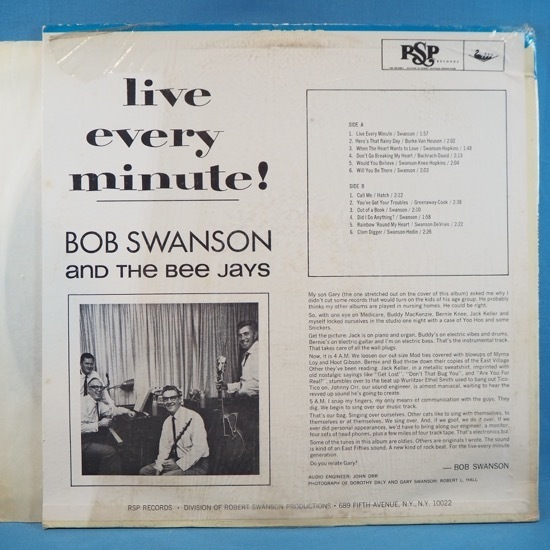 RSP
RECORDS
live
every
minute!
BOB SWANSON
AND THE BEE JAYS
SIDE A
1. Live Every Minute / Swanson / 1:57
2. Here's That Rainy Day / Burke Van Heusen / 2:02
3. When The Heart Wants to Love / Swanson-Hopkins / 1:48
4. Don't Go Breaking My Heart / Bachrach-David / 2:13
5. Would You Believe / Swanson-Knee-Hopkins / 2:04
6. Will You Be There / Swanson / 2:03
SIDE B
1. Call Me / Hatch / 2:12
2. You've Got Your Troubles / Greenaway-Cook / 2:38
3. Out of a Book / Swanson / 2:10
4. Did I Do Anything? / Swanson / 1:58
5. Rainbow 'Round My Heart / Swanson-Delmies / 2:22
6. Clam Digger / Swanson-Hedin / 2:26
My son Gary (the one stretched out on the cover of this album) asked me why I
didn't cut some records that would turn on the kids of his age group. He probably
thinks my other albums are played in nursing homes. He could be right.
So, with one eye on Medicare, Buddy MacKenzie, Bernie Knee, Jack Keller and
myself locked ourselves in the studio one night with a case of Yoo Hoo and some
Snickers.
Get the picture: Jack is on piano and organ. Buddy's on electric vibes and drums,
Bernie's on electric guitar and I'm on electric bass. That's the instrumental track.
That takes care of all the wall plugs.
Now, it is 4 A.M. We loosen our out-size Mod ties covered with blowups of Myrna
Loy and Hoot Gibson. Bernie and Bud throw down their copies of the East Village
Other they've been reading. Jack Keller, in a metallic sweatshirt, imprinted with
old nostalgic sayings like "Get Lost", "Don't That Bug You", and "Are You For
Real?", stumbles over to the beat up Wurlitzer Ethel Smith used to bang out Tico-
Tico on. Johnny Orr, our sound engineer, almost maniacal, waiting to hear the
revved up sound he's going to create.
5 A.M. I snap my fingers, my only means of communication with the guys. They
dig. We begin to sing over our music track.
That's our bag. Singing over ourselves. Other cats like to sing with themselves, to
themselves or at themselves. We sing over. And, if we goof, we do it over. If we
ever did personal appearances, we'd have to bring along our engineer, a monitor,
four sets of head phones, plus a few miles of four track tape. That's electronics bit.
Some of the tunes in this album are oldies. Others are originals I wrote. The sound
is kind of an East Fifties sound. A new kind of rock beat. For the live-every-minute
generation.
Do you relate Gary?
— BOB SWANSON
AUDIO ENGINEER: JOHN ORR
PHOTOGRAPH OF DOROTHY DALY AND GARY SWANSON: ROBERT L. HALL
RSP RECORDS • DIVISION OF ROBERT SWANSON PRODUCTIONS • 689 FIFTH AVENUE, N.Y., N.Y. 10022